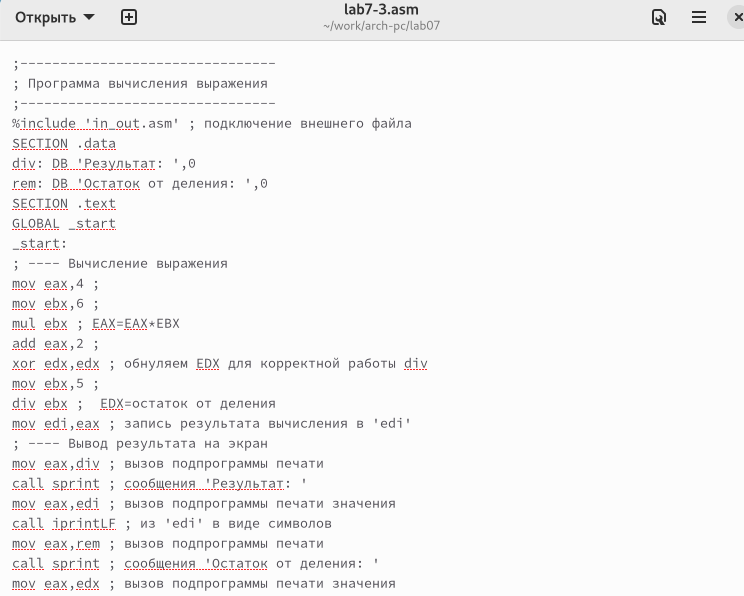 Открыть
lab7-3.asm
~/work/arch-pc/lab07
;--------------------------------
; Программа вычисления выражения
;--------------------------------
%include 'in_out.asm' ; подключение внешнего файла
SECTION .data
div: DB 'Результат: ',0
rem: DB 'Остаток от деления: ',0
SECTION .text
GLOBAL _start
_start:
; ---- Вычисление выражения
mov eax,4 ;
mov ebx,6 ;
mul ebx ; EAX=EAX*EBX
add eax,2 ;
xor edx,edx ; обнуляем EDX для корректной работы div
mov ebx,5 ;
div ebx ;  EDX=остаток от деления
mov edi,eax ; запись результата вычисления в 'edi'
; ---- Вывод результата на экран
mov eax,div ; вызов подпрограммы печати
call sprint ; сообщения 'Результат: '
mov eax,edi ; вызов подпрограммы печати значения
call iprintLF ; из 'edi' в виде символов
mov eax,rem ; вызов подпрограммы печати
call sprint ; сообщения 'Остаток от деления: '
mov eax,edx ; вызов подпрограммы печати значения